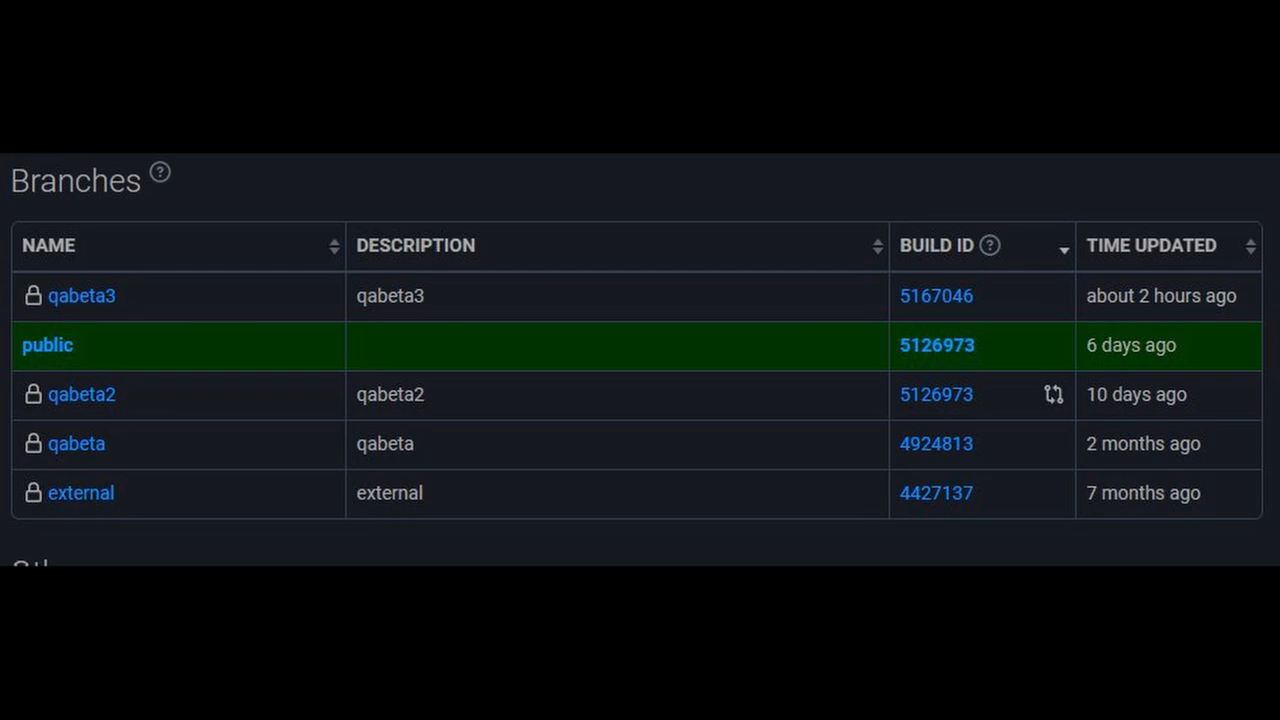 Branches ?
NAME DESCRIPTION BUILD ID ? TIME UPDATED
qabeta3 qabeta3 5167046 about 2 hours ago
public 5126973 6 days ago
qabeta2 qabeta2 5126973 10 days ago
qabeta qabeta 4924813 2 months ago
external external 4427137 7 months ago